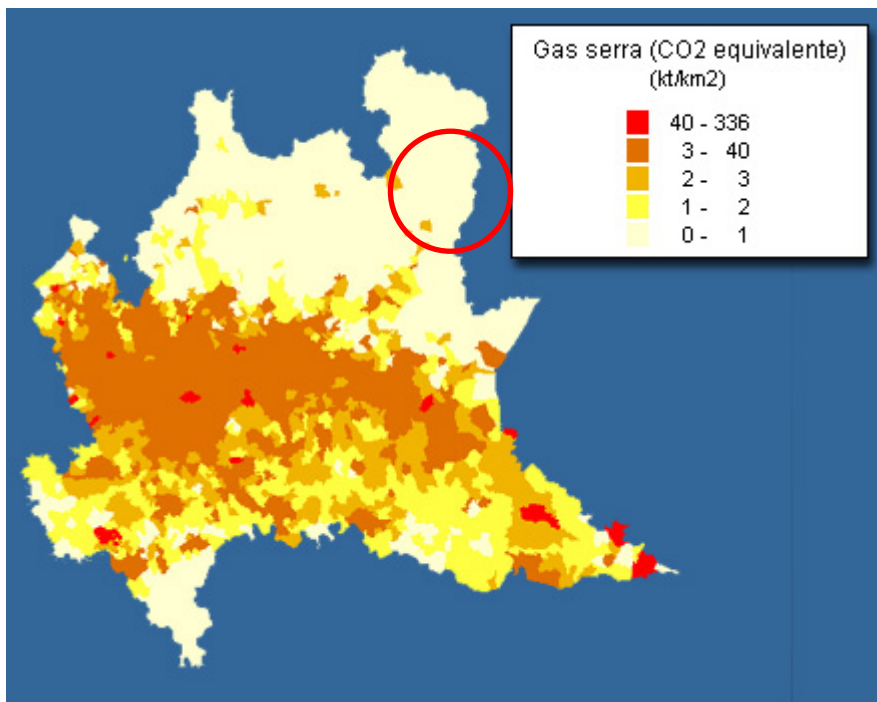 Gas serra (CO2 equivalente)
(kt/km2)
40 - 336
3 - 40
2 - 3
1 - 2
0 - 1